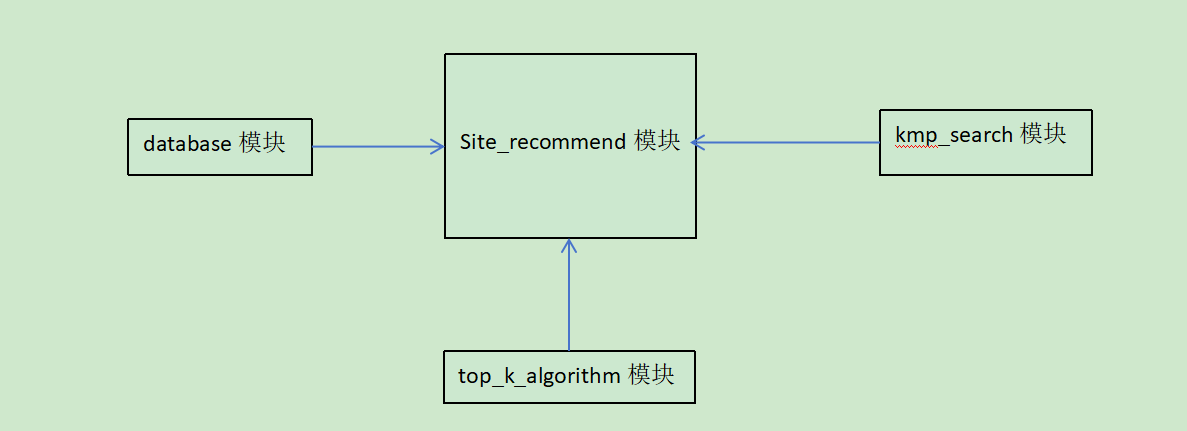 database 模块
Site_recommend 模块
kmp_search 模块
top_k_algorithm 模块